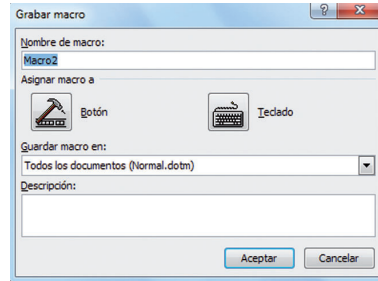 Grabar macro
Nombre de macro:
Macro2
Asignar macro a
Botón
Teclado
Guardar macro en:
Todos los documentos (Normal.dotm)
Descripción:
Aceptar
Cancelar